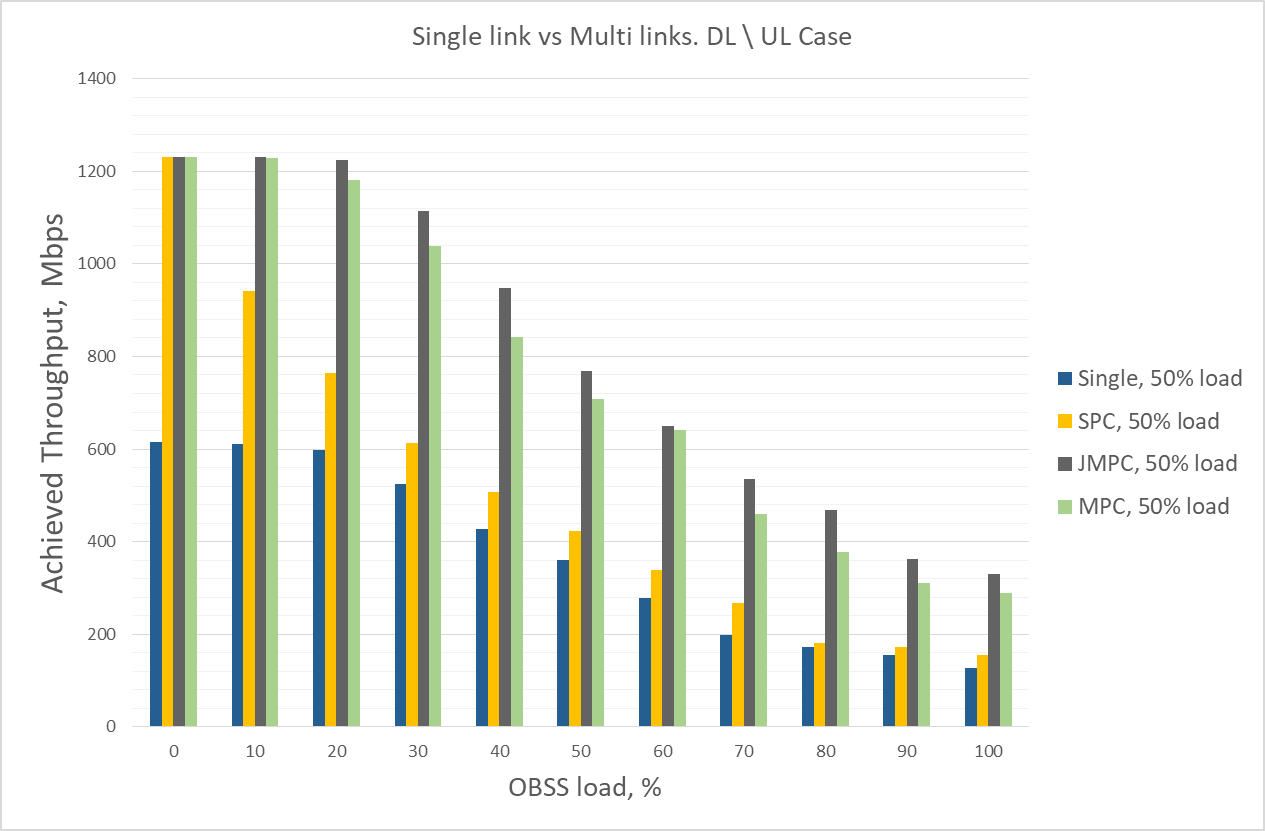 Single link vs Multi links. DL \ UL Case
1400
1200
1000
800
600
400
200
0
Achieved Throughput, Mbps
0 10 20 30 40 50 60 70 80 90 100
OBSS load, %
Single, 50% load
SPC, 50% load
JMPC, 50% load
MPC, 50% load